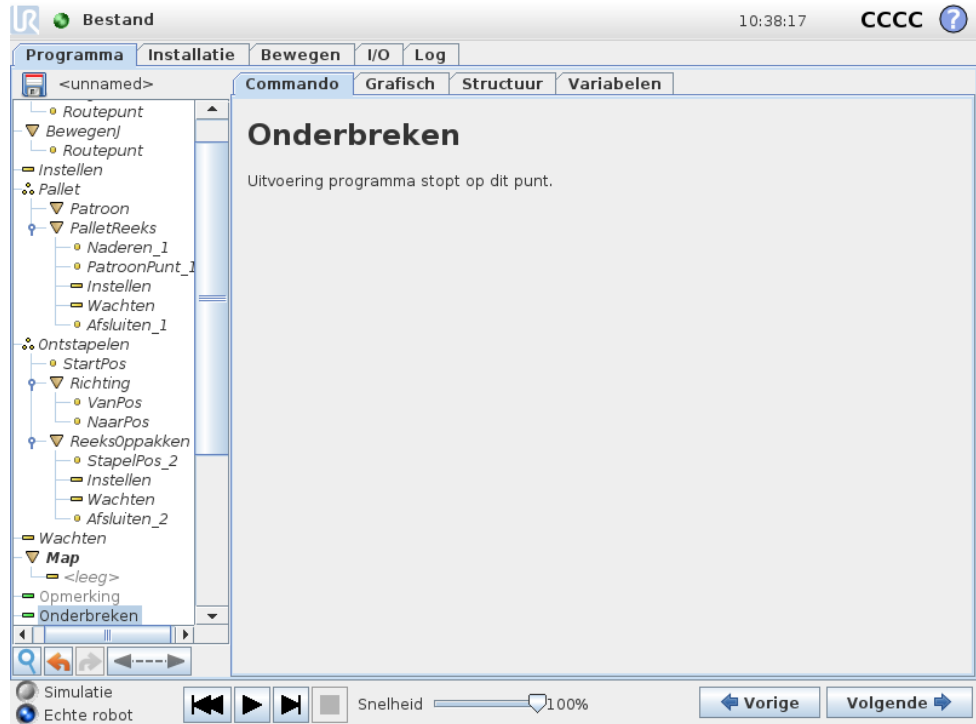 Bestand
10:38:17
CCCC
?
Programma Installatie Bewegen I/O Log
<unnamed>
Commando Grafisch Structuur Variabelen
Routepunt
BewegenJ
Routepunt
Instellen
Pallet
Patroon
PalletReeks
Naderen_1
PatroonPunt_1
Instellen
Wachten
Afsluiten_1
Ontstapelen
StartPos
Richting
VanPos
NaarPos
ReeksOppakken
StapelPos_2
Instellen
Wachten
Afsluiten_2
Wachten
Map
<leeg>
Opmerking
Onderbreken
Onderbreken
Uitvoering programma stopt op dit punt.
Simulatie
Echte robot
Snelheid
100%
Vorige
Volgende